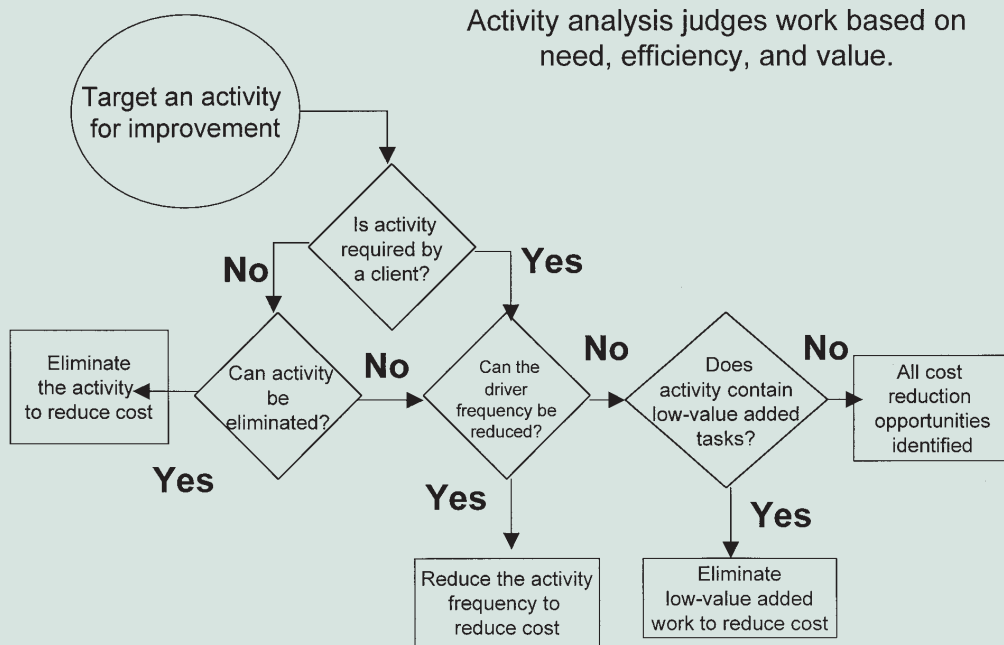 Activity analysis judges work based on
need, efficiency, and value.
Target an activity
for improvement
Is activity
required by
a client?
No
Yes
Eliminate
the activity
to reduce cost
Can activity
be
eliminated?
No
Can the
driver
frequency be
reduced?
No
Does
activity contain
low-value added
tasks?
No
All cost
reduction
opportunities
identified
Yes
Yes
Yes
Reduce the activity
frequency to
reduce cost
Eliminate
low-value added
work to reduce cost